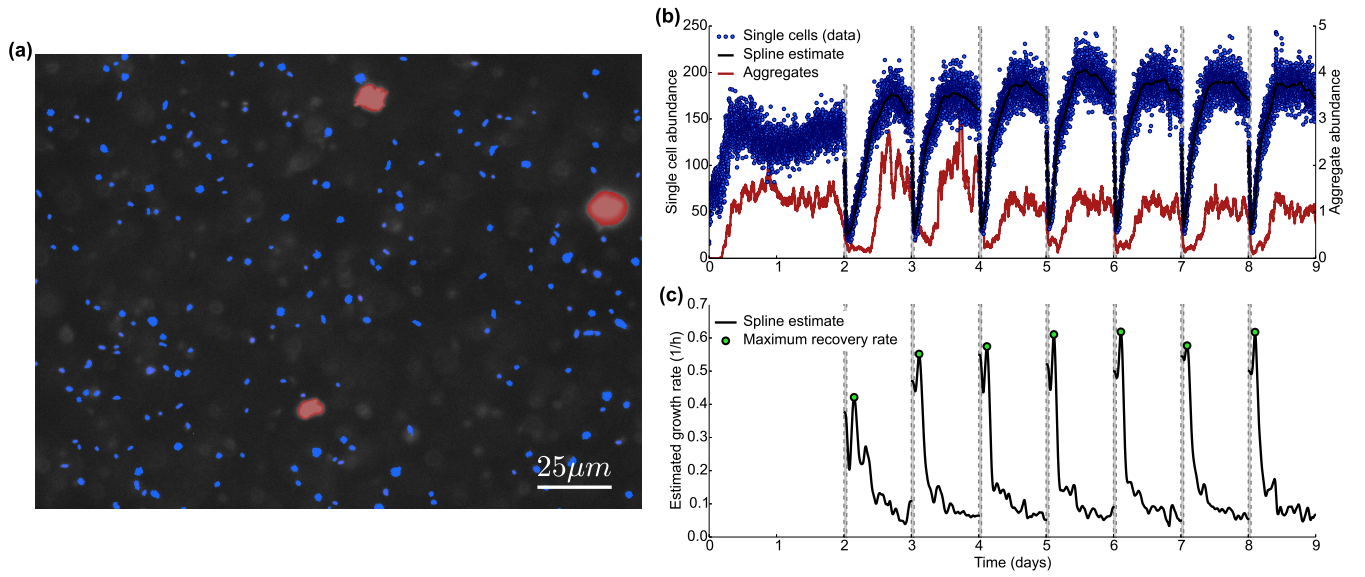 (a)
25μm
(b)
250
200
150
100
50
0
Single cell abundance
Single cells (data)
Spline estimate
Aggregates
5
4
3
2
1
0
Aggregate abundance
0 1 2 3 4 5 6 7 8 9
(c)
0.7
0.6
0.5
0.4
0.3
0.2
0.1
0.0
Estimated growth rate (1/h)
Spline estimate
Maximum recovery rate
0 1 2 3 4 5 6 7 8 9
Time (days)